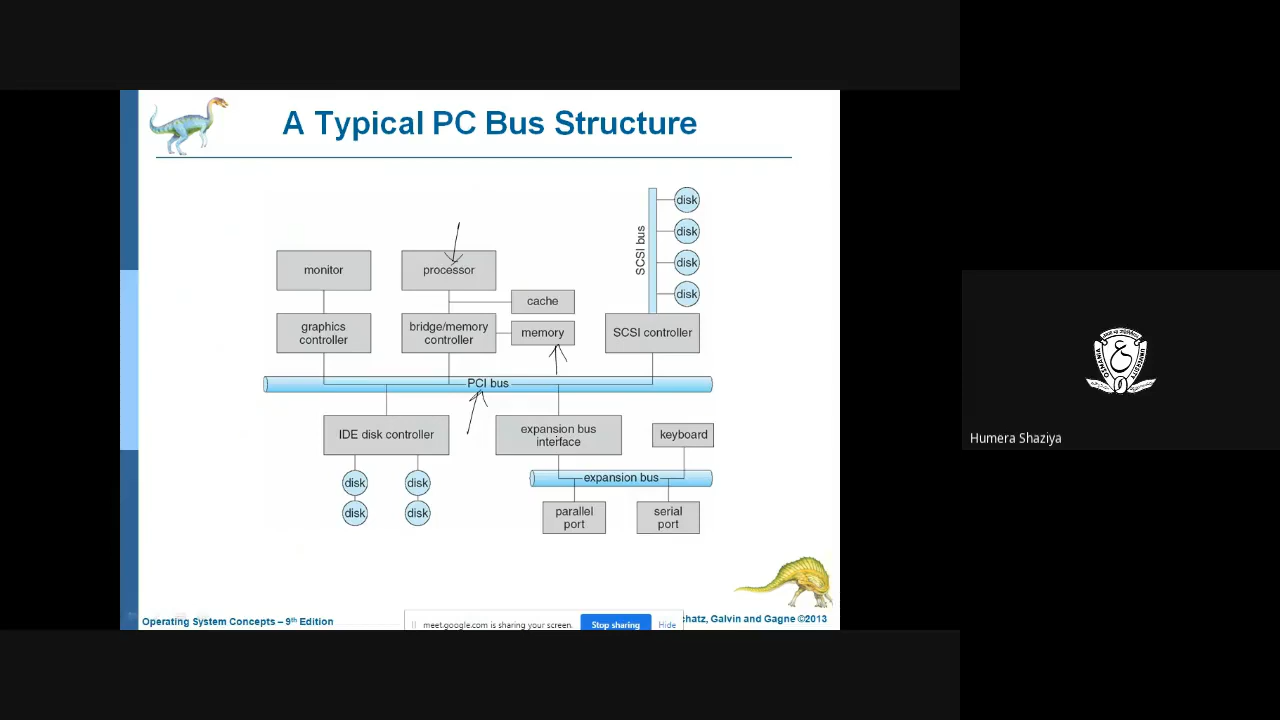 A Typical PC Bus Structure
disk
disk
disk
disk
SCSI bus
monitor
processor
cache
graphics
controller
bridge/memory
controller
memory
SCSI controller
PCI bus
IDE disk controller
expansion bus
interface
keyboard
disk
disk
disk
disk
expansion bus
parallel
port
serial
port
Operating System Concepts – 9th Edition
meet.google.com is sharing your screen.
Stop sharing
Hide
chatz, Galvin and Gagne ©2013
OSMANIA UNIVERSITY
Humera Shaziya